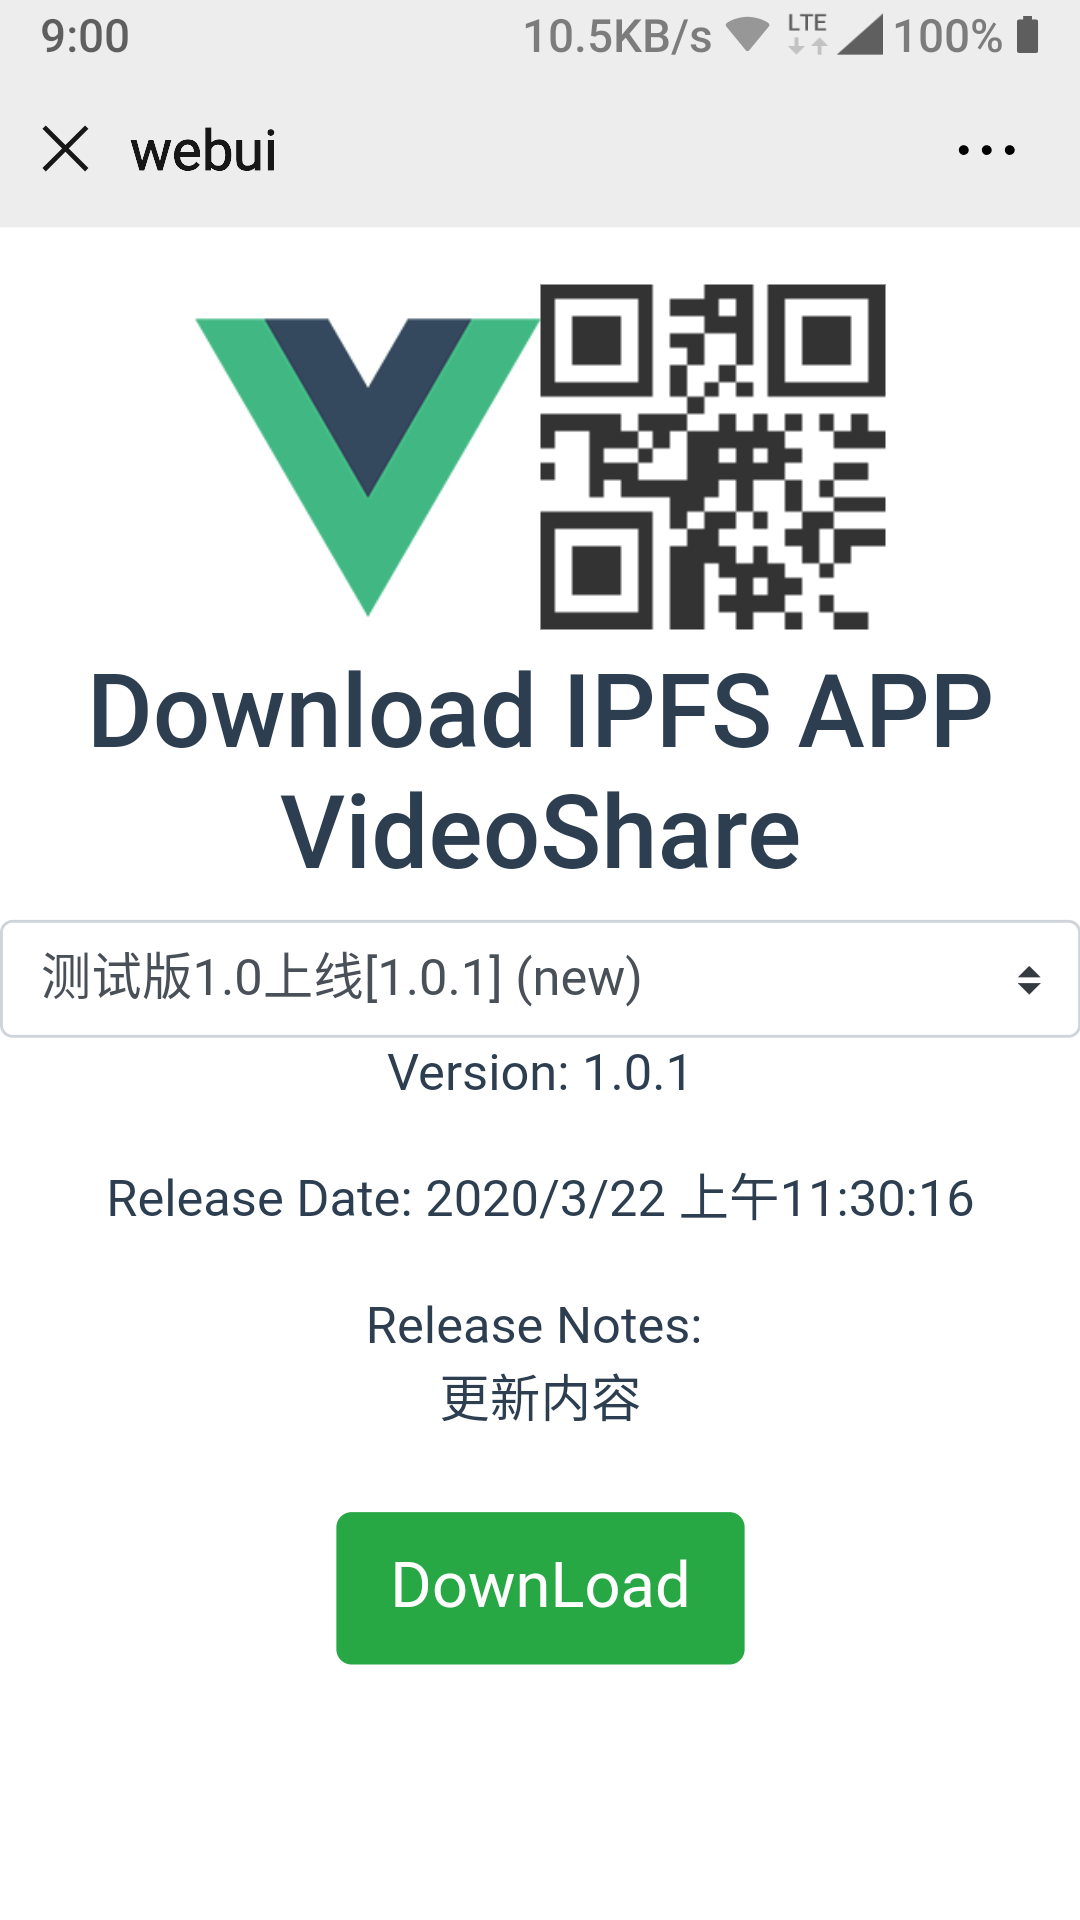 9:00 10.5KB/s LTE 100%
webui
Download IPFS APP
VideoShare
测试版1.0上线[1.0.1] (new)
Version: 1.0.1
Release Date: 2020/3/22 上午11:30:16
Release Notes:
更新内容
DownLoad